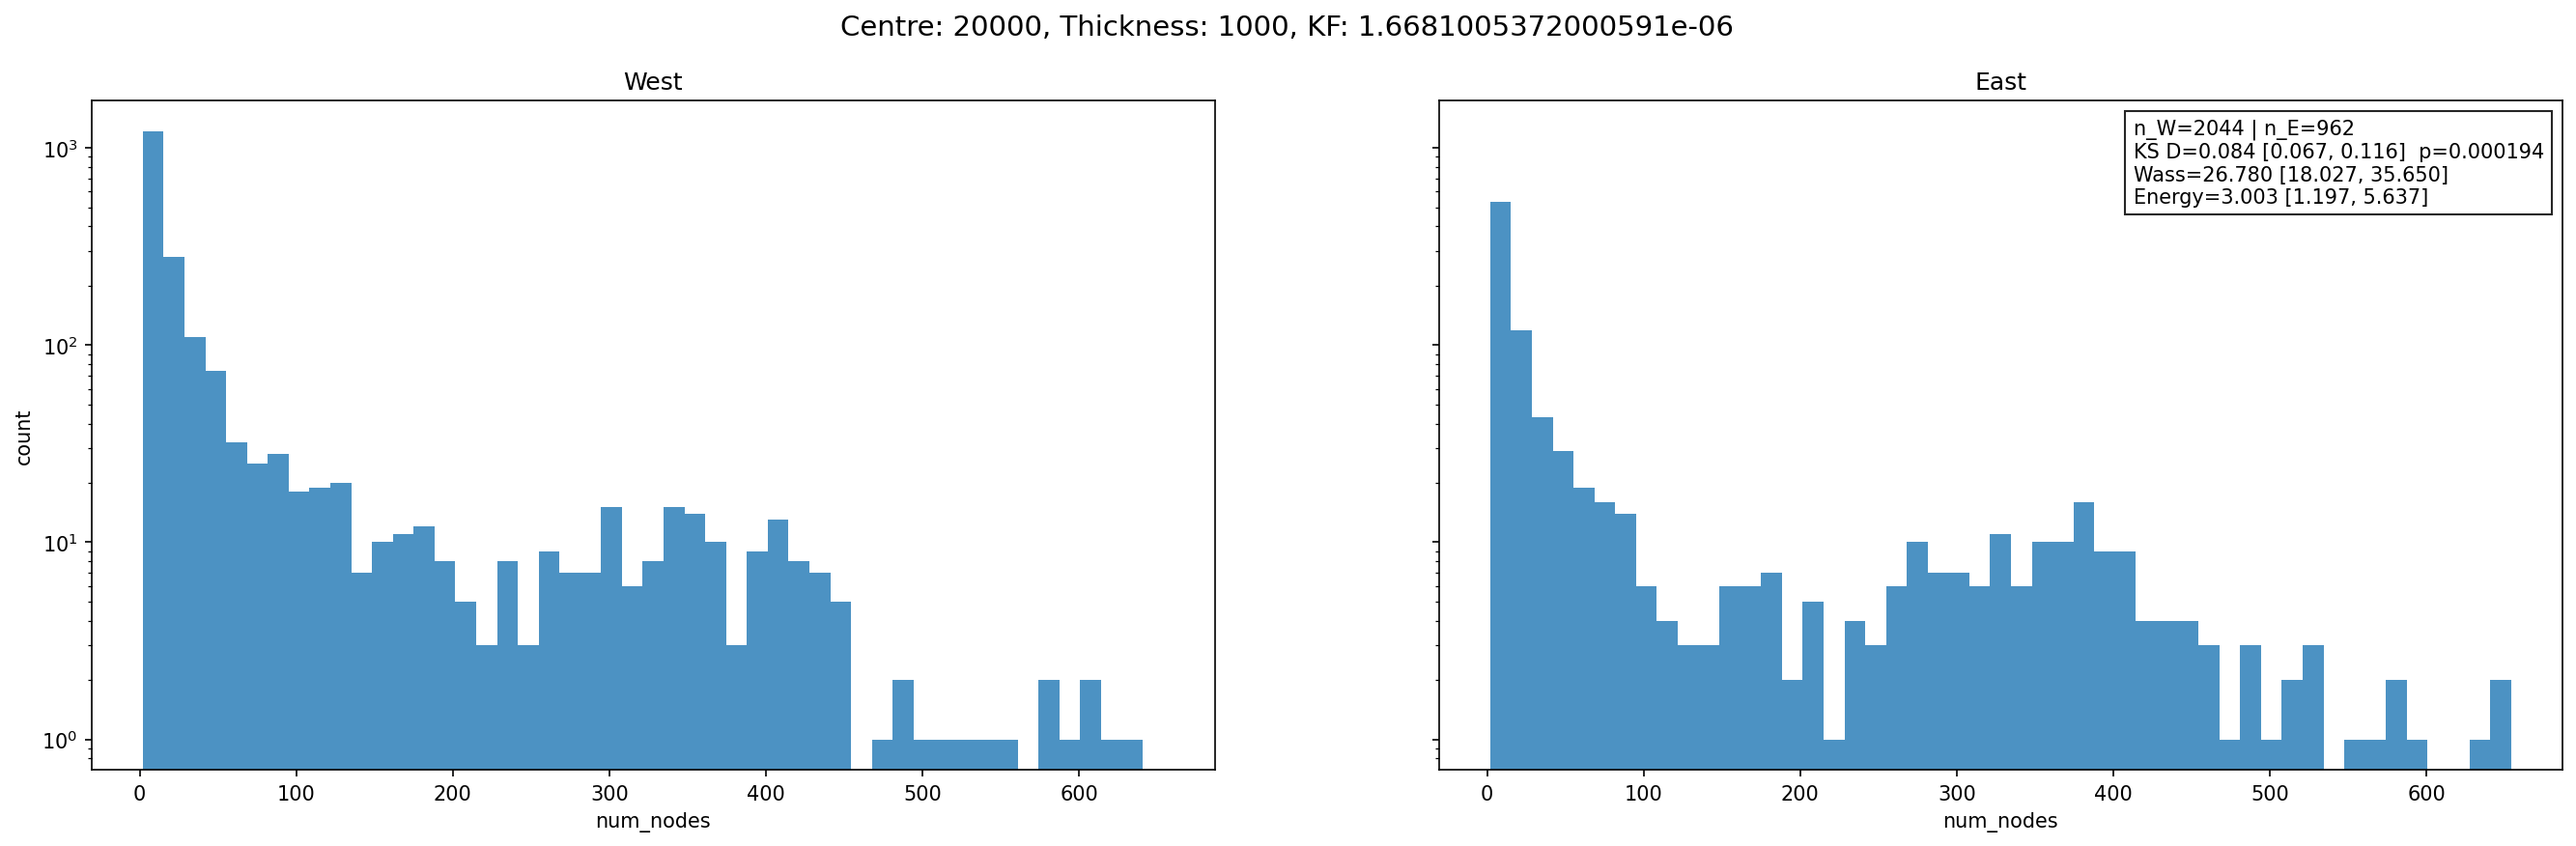 Centre: 20000, Thickness: 1000, KF: 1.6681005372000591e-06
West
10³
10²
10¹
10⁰
count
0 100 200 300 400 500 600
num_nodes
East
n_W=2044 | n_E=962
KS D=0.084 [0.067, 0.116]  p=0.000194
Wass=26.780 [18.027, 35.650]
Energy=3.003 [1.197, 5.637]
0 100 200 300 400 500 600
num_nodes